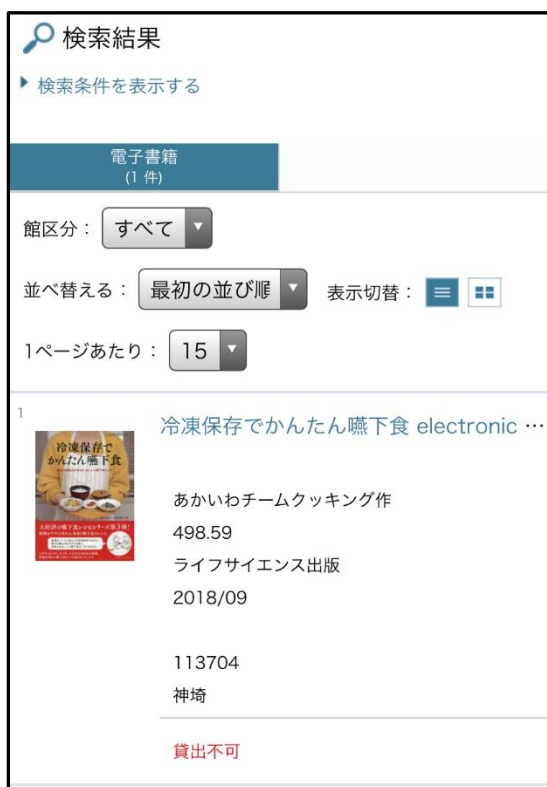 検索結果
検索条件を表示する
電子書籍
(1 件)
館区分： すべて
並べ替える： 最初の並び順 表示切替：
1ページあたり： 15
1
冷凍保存でかんたん嚥下食 electronic …
冷凍保存で
かんたん嚥下食
あかいわチームクッキング作
498.59
ライフサイエンス出版
2018/09
113704
神埼
貸出不可